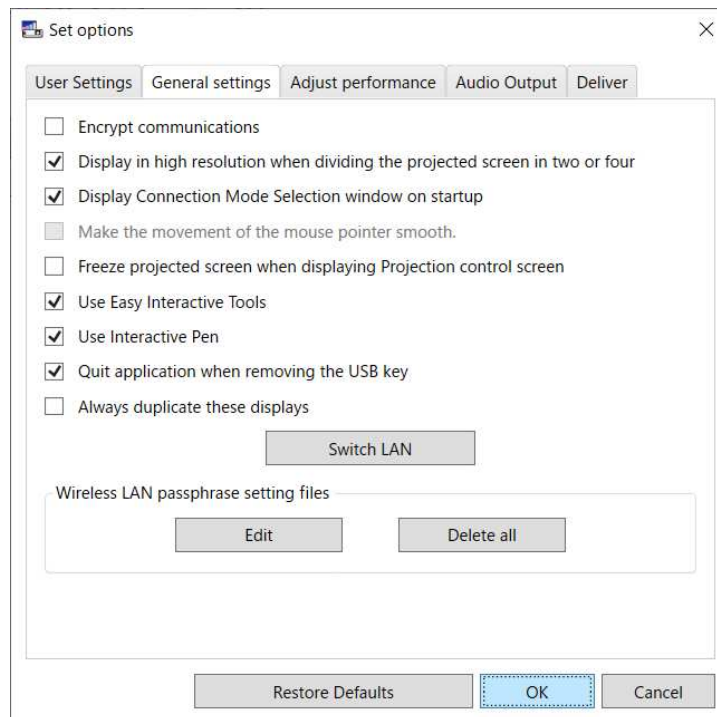 Set options
User Settings General settings Adjust performance Audio Output Deliver
Encrypt communications
Display in high resolution when dividing the projected screen in two or four
Display Connection Mode Selection window on startup
Make the movement of the mouse pointer smooth.
Freeze projected screen when displaying Projection control screen
Use Easy Interactive Tools
Use Interactive Pen
Quit application when removing the USB key
Always duplicate these displays
Switch LAN
Wireless LAN passphrase setting files
Edit Delete all
Restore Defaults OK Cancel